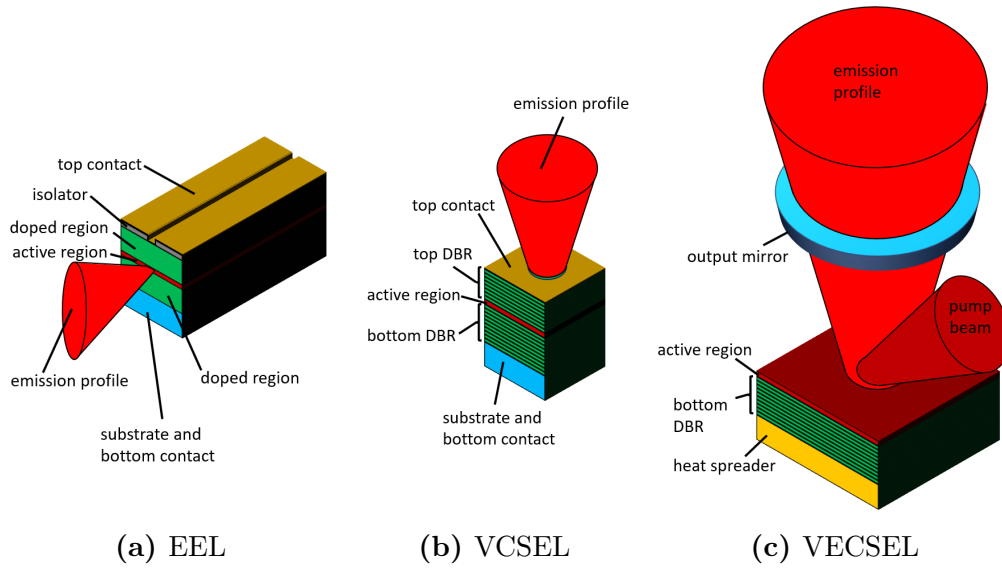 top contact
isolator
doped region
active region
emission profile
doped region
substrate and
bottom contact
(a) EEL
emission profile
top contact
top DBR
active region
bottom DBR
substrate and
bottom contact
(b) VCSEL
emission
profile
output mirror
pump
beam
active region
bottom
DBR
heat spreader
(c) VECSEL